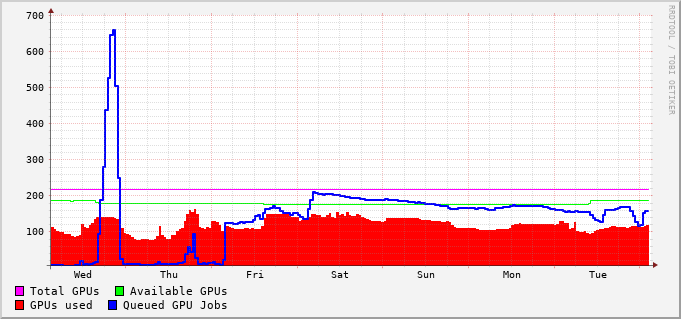 700
600
500
400
300
200
100
Wed Thu Fri Sat Sun Mon Tue
Total GPUs Available GPUs
GPUs used Queued GPU Jobs
RRDTOOL / TOBI OETIKER